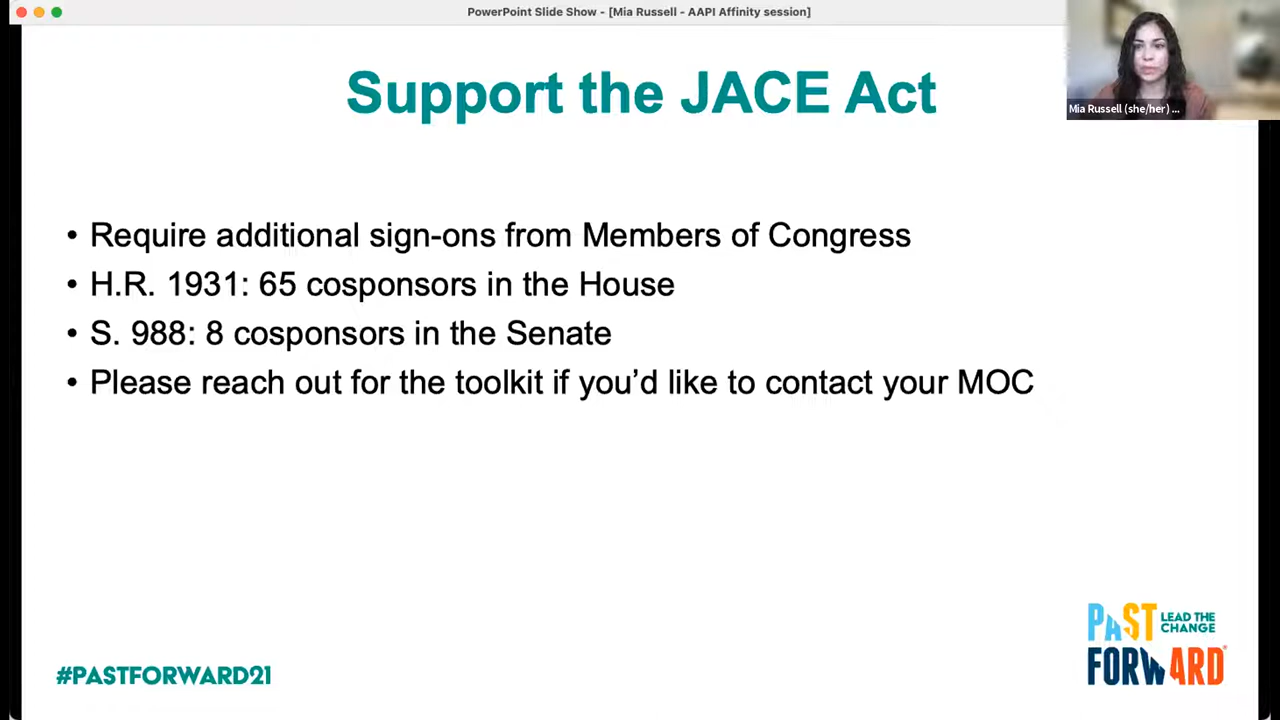 PowerPoint Slide Show - [Mia Russell - AAPI Affinity session]
Support the JACE Act
Mia Russell (she/her) ...
• Require additional sign-ons from Members of Congress
• H.R. 1931: 65 cosponsors in the House
• S. 988: 8 cosponsors in the Senate
• Please reach out for the toolkit if you’d like to contact your MOC
#PASTFORWARD21
PAST LEAD THE
CHANGE
FORWARD®